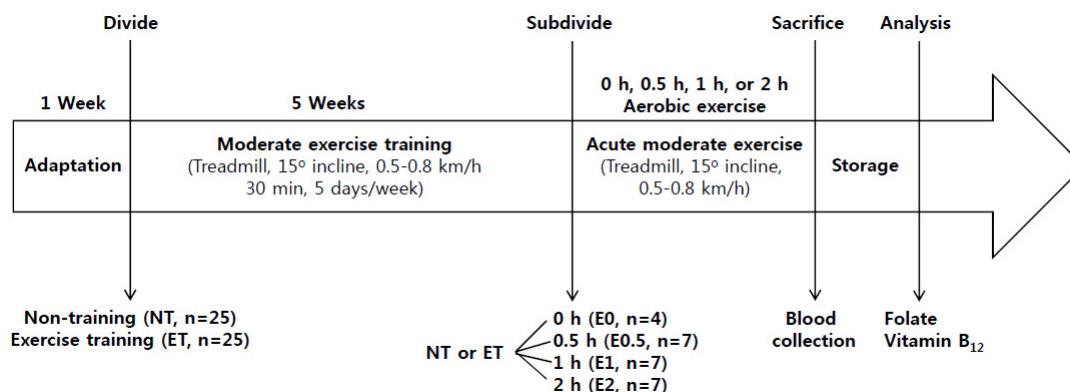 Divide
Subdivide
Sacrifice
Analysis
1 Week
5 Weeks
0 h, 0.5 h, 1 h, or 2 h
Aerobic exercise
Adaptation
Moderate exercise training
(Treadmill, 15º incline, 0.5-0.8 km/h
30 min, 5 days/week)
Acute moderate exercise
(Treadmill, 15º incline,
0.5-0.8 km/h)
Storage
Non-training (NT, n=25)
Exercise training (ET, n=25)
NT or ET
0 h (E0, n=4)
0.5 h (E0.5, n=7)
1 h (E1, n=7)
2 h (E2, n=7)
Blood
collection
Folate
Vitamin B12